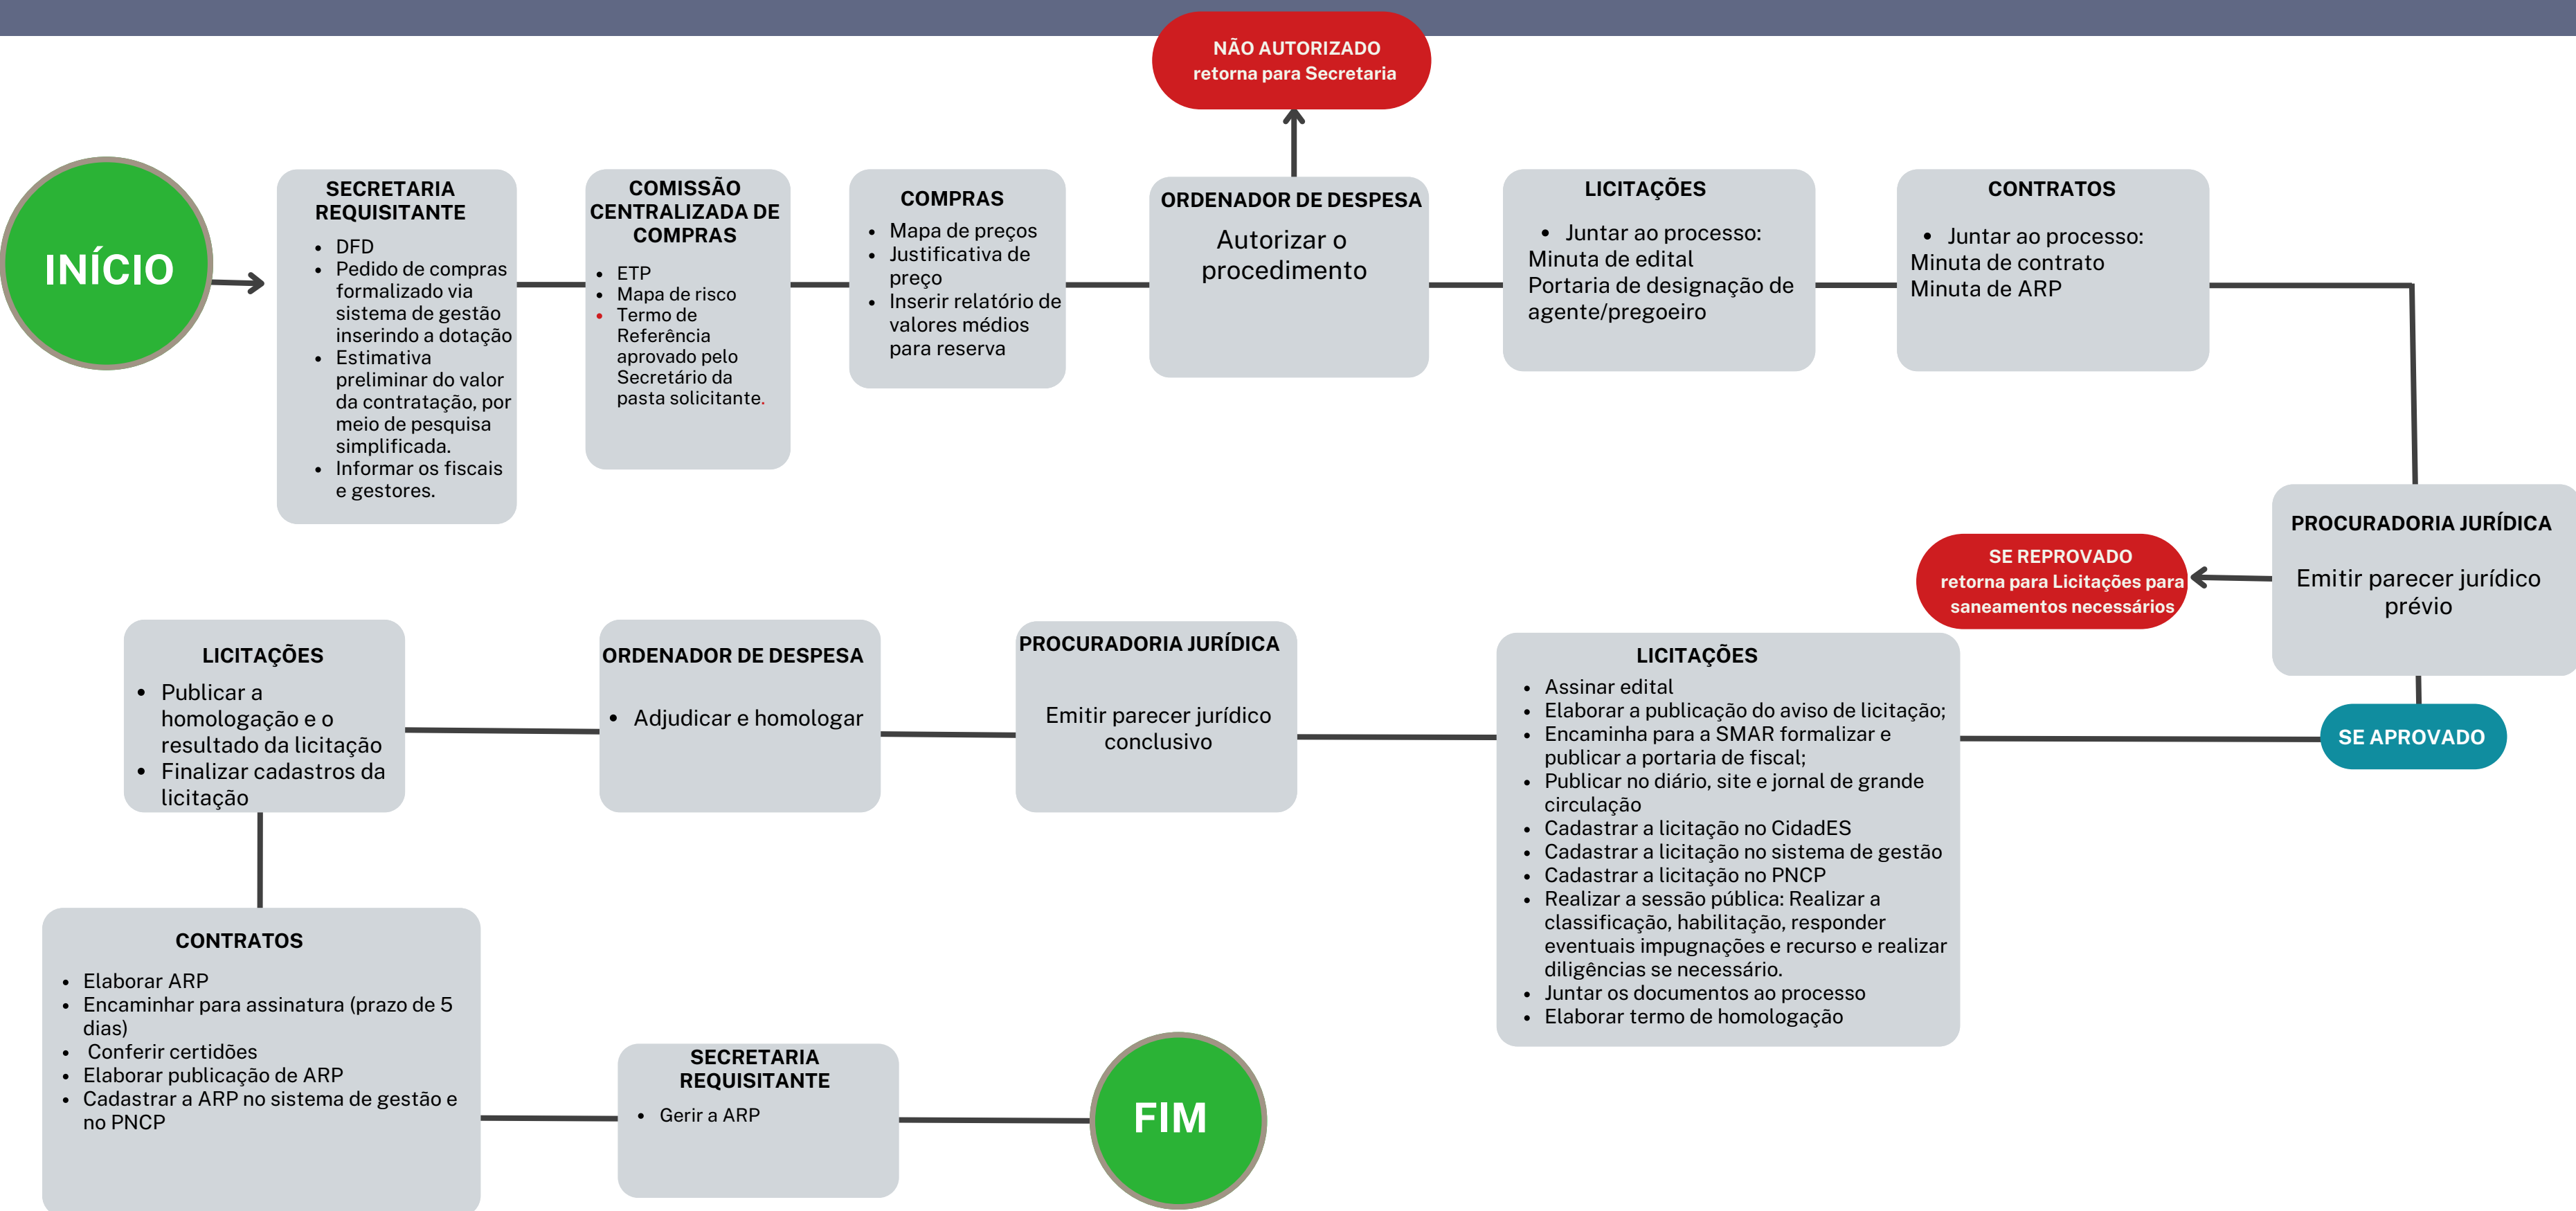 NÃO AUTORIZADO
retorna para Secretaria
INÍCIO
SECRETARIA
REQUISITANTE
• DFD
• Pedido de compras
formalizado via
sistema de gestão
inserindo a dotação
• Estimativa
preliminar do valor
da contratação, por
meio de pesquisa
simplificada.
• Informar os fiscais
e gestores.
COMISSÃO
CENTRALIZADA DE
COMPRAS
• ETP
• Mapa de risco
• Termo de
Referência
aprovado pelo
Secretário da
pasta solicitante.
COMPRAS
• Mapa de preços
• Justificativa de
preço
• Inserir relatório de
valores médios
para reserva
ORDENADOR DE DESPESA
Autorizar o
procedimento
LICITAÇÕES
• Juntar ao processo:
Minuta de edital
Portaria de designação de
agente/pregoeiro
CONTRATOS
• Juntar ao processo:
Minuta de contrato
Minuta de ARP
PROCURADORIA JURÍDICA
Emitir parecer jurídico
prévio
SE REPROVADO
retorna para Licitações para
saneamentos necessários
SE APROVADO
LICITAÇÕES
• Assinar edital
• Elaborar a publicação do aviso de licitação;
• Encaminha para a SMAR formalizar e
publicar a portaria de fiscal;
• Publicar no diário, site e jornal de grande
circulação
• Cadastrar a licitação no CidadES
• Cadastrar a licitação no sistema de gestão
• Cadastrar a licitação no PNCP
• Realizar a sessão pública: Realizar a
classificação, habilitação, responder
eventuais impugnações e recurso e realizar
diligências se necessário.
• Juntar os documentos ao processo
• Elaborar termo de homologação
PROCURADORIA JURÍDICA
Emitir parecer jurídico
conclusivo
ORDENADOR DE DESPESA
• Adjudicar e homologar
LICITAÇÕES
• Publicar a
homologação e o
resultado da licitação
• Finalizar cadastros da
licitação
CONTRATOS
• Elaborar ARP
• Encaminhar para assinatura (prazo de 5
dias)
• Conferir certidões
• Elaborar publicação de ARP
• Cadastrar a ARP no sistema de gestão e
no PNCP
SECRETARIA
REQUISITANTE
• Gerir a ARP
FIM